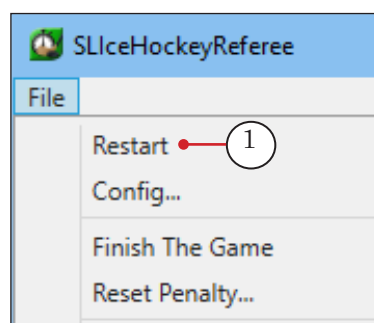 SLIceHockeyReferee
File
Restart 1
Config...
Finish The Game
Reset Penalty...